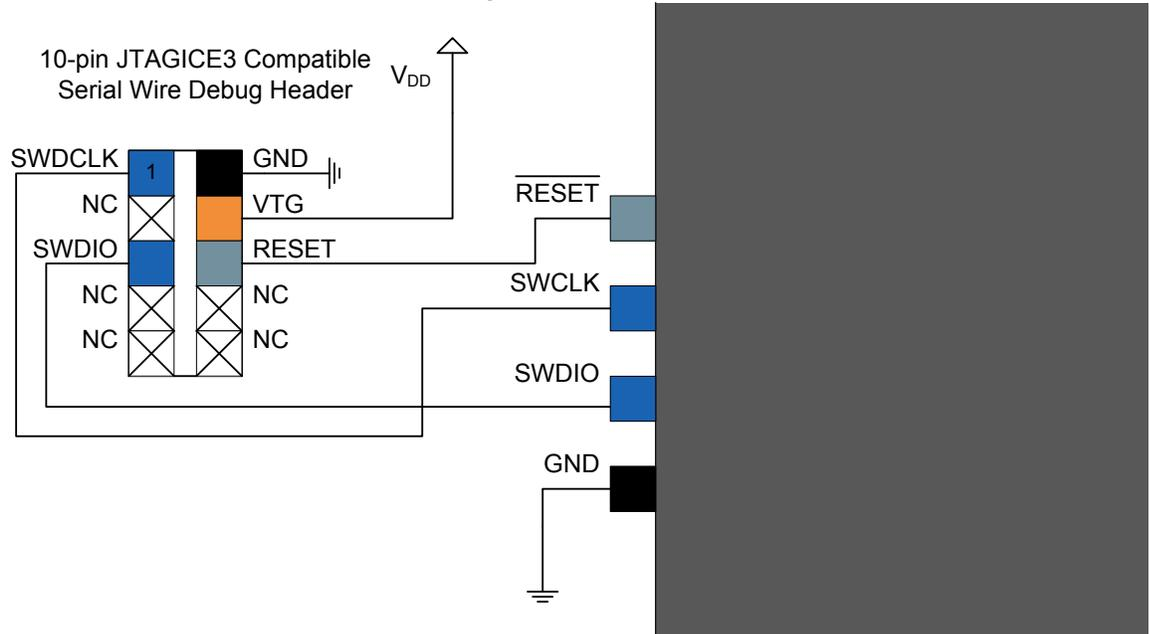 10-pin JTAGICE3 Compatible
Serial Wire Debug Header
VDD
SWDCLK
1
GND
NC
VTG
SWDIO
RESET
NC
NC
NC
NC
RESET
SWCLK
SWDIO
GND